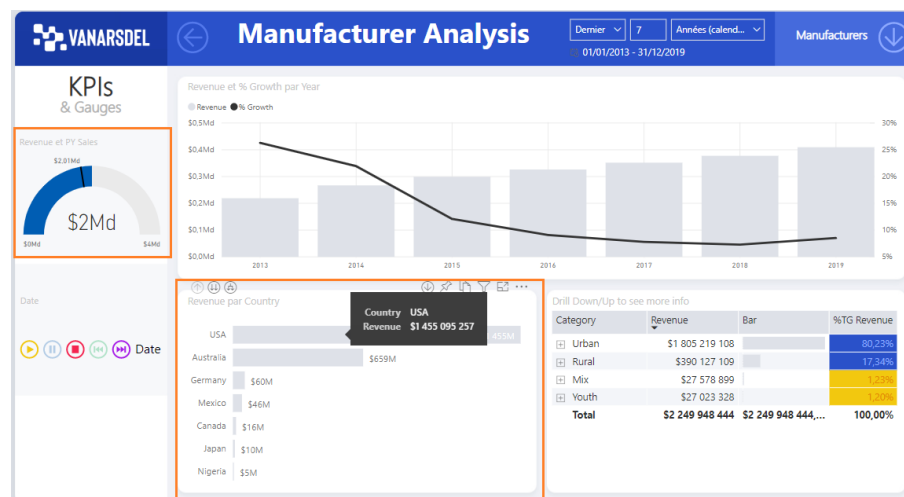 VANARSDEL
Manufacturer Analysis
Dernier 7 Années (calend...
01/01/2013 - 31/12/2019
Manufacturers
KPIs
& Gauges
Revenue et PY Sales
$2,01Md
$2Md
$0Md $4Md
Date
Date
Revenue et % Growth par Year
Revenue % Growth
$0,5Md 30%
$0,4Md 25%
$0,3Md 20%
$0,2Md 15%
$0,1Md 10%
$0,0Md 5%
2013 2014 2015 2016 2017 2018 2019
Revenue par Country
Country USA
Revenue $1 455 095 257
USA 455M
Australia $659M
Germany $60M
Mexico $46M
Canada $16M
Japan $10M
Nigeria $5M
Drill Down/Up to see more info
Category Revenue Bar %TG Revenue
Urban $1 805 219 108 80,23%
Rural $390 127 109 17,34%
Mix $27 578 899 1,23%
Youth $27 023 328 1,20%
Total $2 249 948 444 $2 249 948 444,... 100,00%